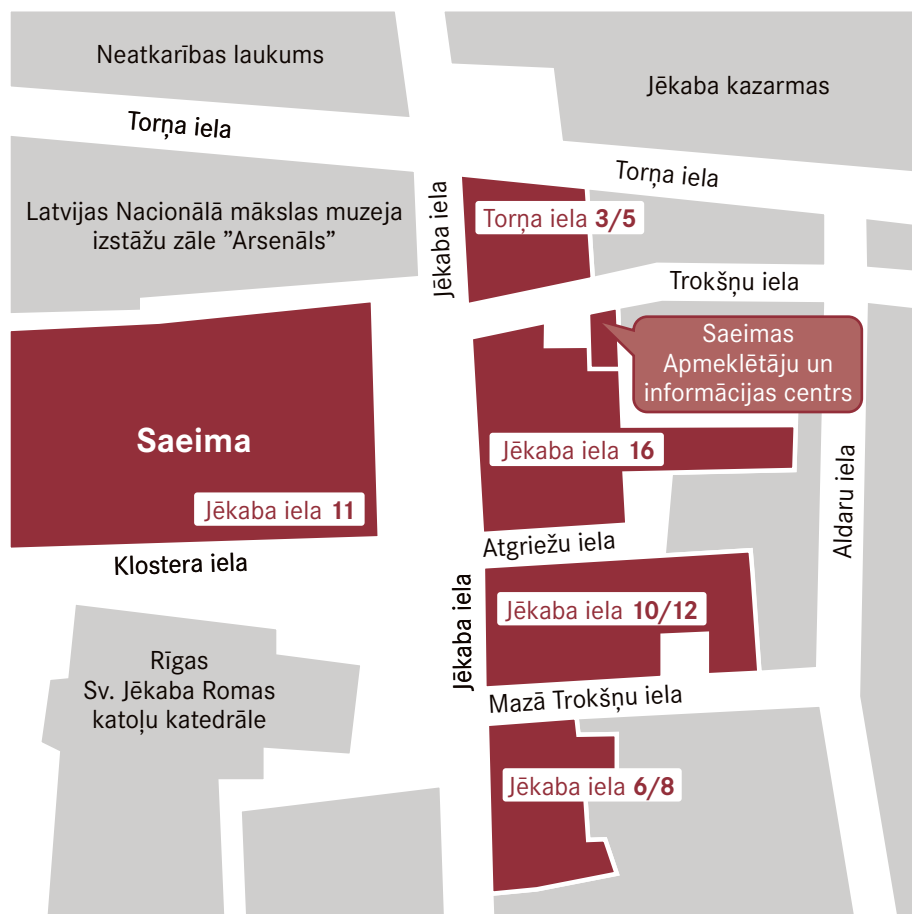 Neatkarības laukums
Jēkaba kazarmas
Torņa iela
Torņa iela
Latvijas Nacionālā mākslas muzeja
izstāžu zāle "Arsenāls”
Jēkaba iela
Torņa iela 3/5
Trokšņu iela
Saeimas
Apmeklētāju un
informācijas centrs
Saeima
Jēkaba iela 16
Jēkaba iela 11
Aldaru iela
Atgriežu iela
Klostera iela
Jēkaba iela
Jēkaba iela 10/12
Rīgas
Sv. Jēkaba Romas
katoļu katedrāle
Mazā Trokšņu iela
Jēkaba iela 6/8